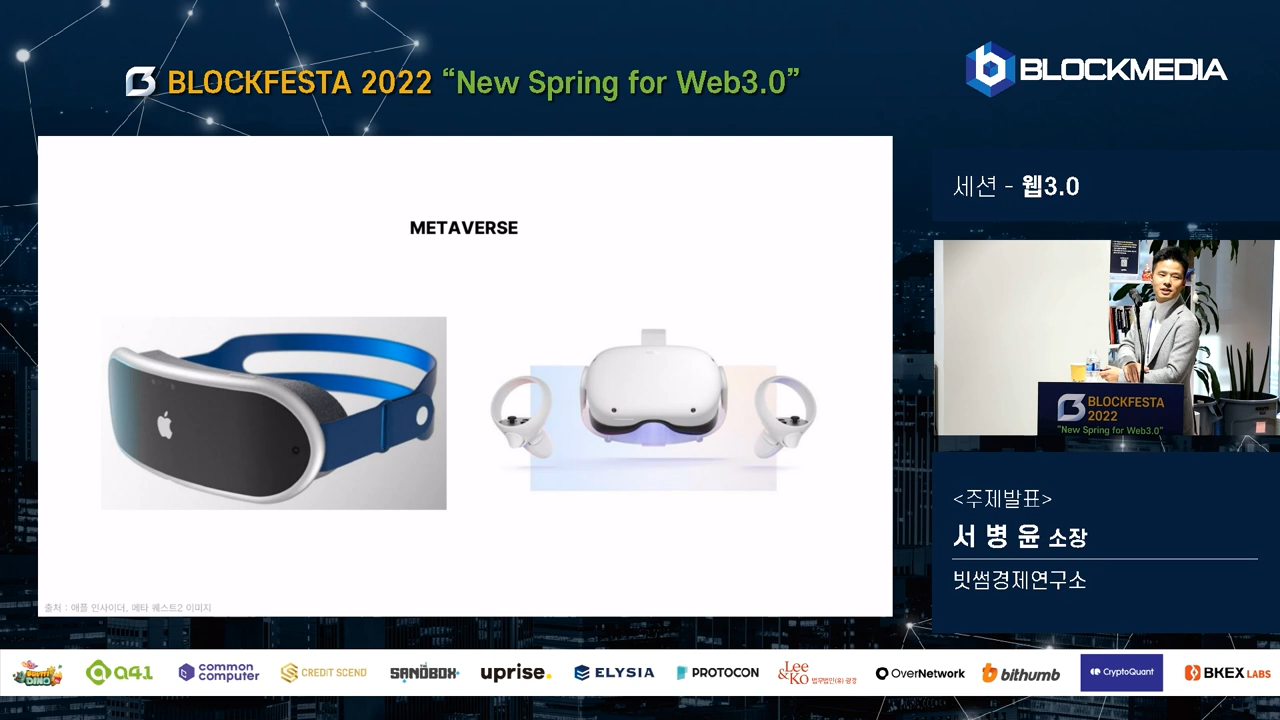 BLOCKFESTA 2022 “New Spring for Web3.0”
BLOCKMEDIA
세션 - 웹3.0
METAVERSE
출처 : 애플 인사이더, 메타 퀘스트2 이미지
BLOCKFESTA
2022
“New Spring for Web3.0”
<주제발표>
서 병 윤 소장
빗썸경제연구소
a41
common
computer
CREDIT SCEND
THE
SANDBOX
uprise.
ELYSIA
PROTOCON
Lee
&Ko 법무법인(유) 광장
OverNetwork
bithumb
CryptoQuant
BKEX LABS